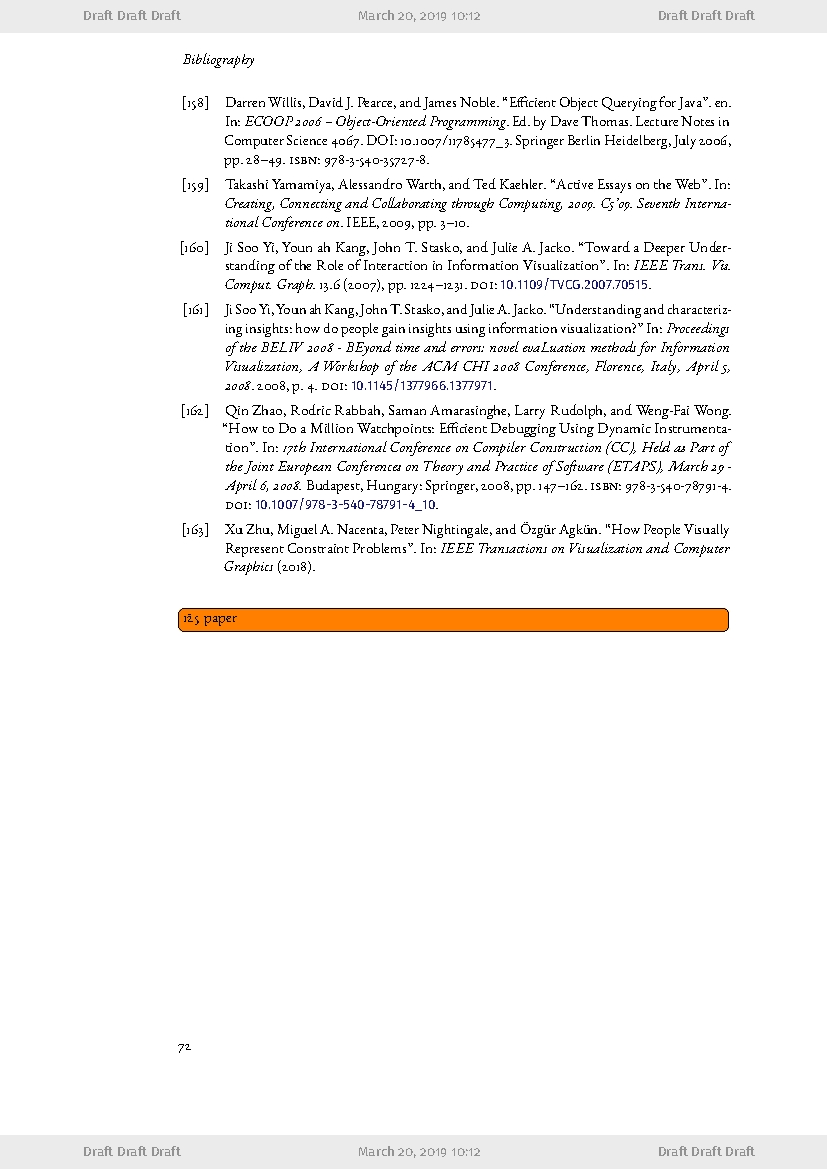 Draft Draft Draft March 20, 2019 10:12 Draft Draft Draft
Bibliography
[158] Darren Willis, David J. Pearce, and James Noble. “Efficient Object Querying for Java”. en.
In: ECOOP 2006 – Object-Oriented Programming. Ed. by Dave Thomas. Lecture Notes in
Computer Science 4067. DOI: 10.1007/11785477_3. Springer Berlin Heidelberg, July 2006,
pp. 28–49. ISBN: 978-3-540-35727-8.
[159] Takashi Yamamiya, Alessandro Warth, and Ted Kaehler. “Active Essays on the Web”. In:
Creating, Connecting and Collaborating through Computing, 2009. C5’09. Seventh Interna-
tional Conference on. IEEE, 2009, pp. 3–10.
[160] Ji Soo Yi, Youn ah Kang, John T. Stasko, and Julie A. Jacko. “Toward a Deeper Under-
standing of the Role of Interaction in Information Visualization”. In: IEEE Trans. Vis.
Comput. Graph. 13.6 (2007), pp. 1224–1231. DOI: 10.1109/TVCG.2007.70515.
[161] Ji Soo Yi, Youn ah Kang, John T. Stasko, and Julie A. Jacko. “Understanding and characteriz-
ing insights: how do people gain insights using information visualization?” In: Proceedings
of the BELIV 2008 - BEyond time and errors: novel evaLuation methods for Information
Visualization, A Workshop of the ACM CHI 2008 Conference, Florence, Italy, April 5,
2008. 2008, p. 4. DOI: 10.1145/1377966.1377971.
[162] Qin Zhao, Rodric Rabbah, Saman Amarasinghe, Larry Rudolph, and Weng-Fai Wong.
“How to Do a Million Watchpoints: Efficient Debugging Using Dynamic Instrumenta-
tion”. In: 17th International Conference on Compiler Construction (CC), Held as Part of
the Joint European Conferences on Theory and Practice of Software (ETAPS), March 29 -
April 6, 2008. Budapest, Hungary: Springer, 2008, pp. 147–162. ISBN: 978-3-540-78791-4.
DOI: 10.1007/978-3-540-78791-4_10.
[163] Xu Zhu, Miguel A. Nacenta, Peter Nightingale, and Özgür Agkün. “How People Visually
Represent Constraint Problems”. In: IEEE Transactions on Visualization and Computer
Graphics (2018).
125 paper
72
Draft Draft Draft March 20, 2019 10:12 Draft Draft Draft